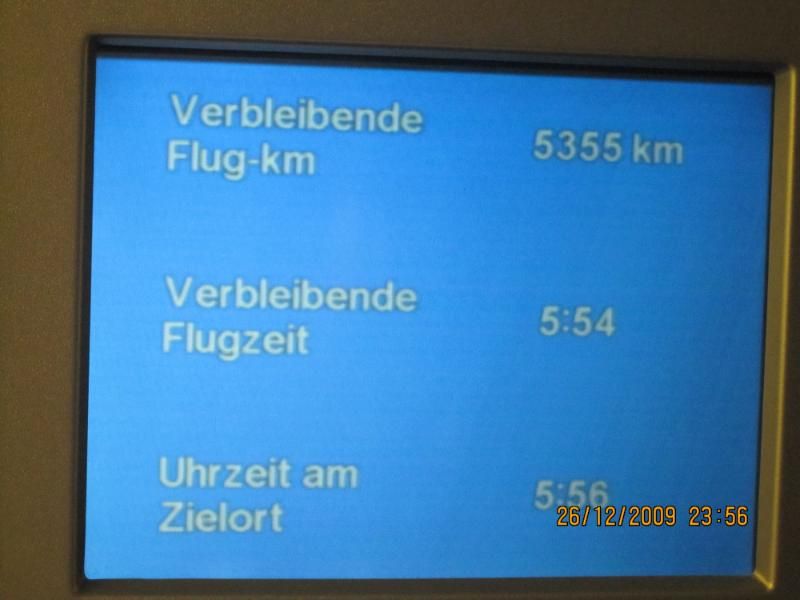 Verbleibende
Flug-km
5355 km
Verbleibende
Flugzeit
5:54
Uhrzeit am
Zielort
5:56
26/12/2009 23:56